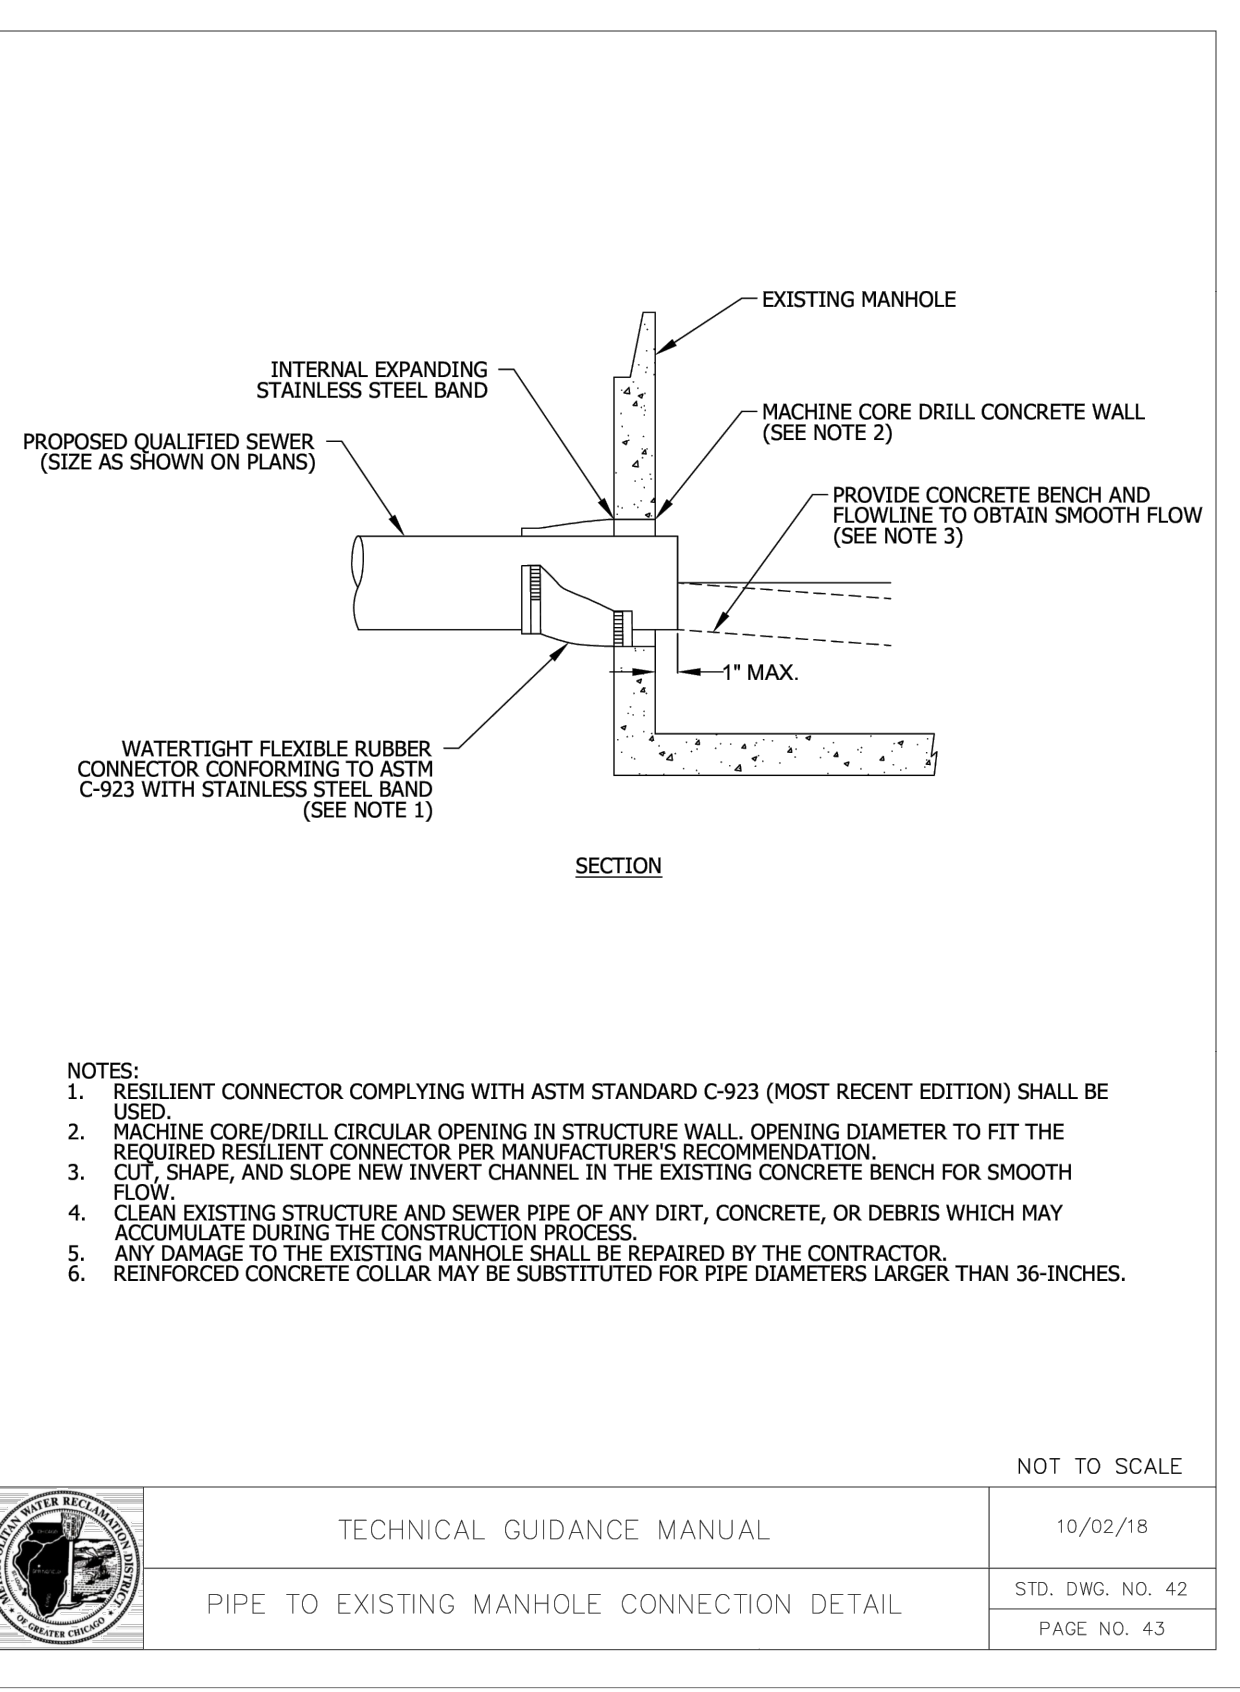 EXISTING MANHOLE
INTERNAL EXPANDING
STAINLESS STEEL BAND
MACHINE CORE DRILL CONCRETE WALL
(SEE NOTE 2)
PROPOSED QUALIFIED SEWER
(SIZE AS SHOWN ON PLANS)
PROVIDE CONCRETE BENCH AND
FLOWLINE TO OBTAIN SMOOTH FLOW
(SEE NOTE 3)
1" MAX.
WATERTIGHT FLEXIBLE RUBBER
CONNECTOR CONFORMING TO ASTM
C-923 WITH STAINLESS STEEL BAND
(SEE NOTE 1)
SECTION
NOTES:
1. RESILIENT CONNECTOR COMPLYING WITH ASTM STANDARD C-923 (MOST RECENT EDITION) SHALL BE
USED.
2. MACHINE CORE/DRILL CIRCULAR OPENING IN STRUCTURE WALL. OPENING DIAMETER TO FIT THE
REQUIRED RESILIENT CONNECTOR PER MANUFACTURER'S RECOMMENDATION.
3. CUT, SHAPE, AND SLOPE NEW INVERT CHANNEL IN THE EXISTING CONCRETE BENCH FOR SMOOTH
FLOW.
4. CLEAN EXISTING STRUCTURE AND SEWER PIPE OF ANY DIRT, CONCRETE, OR DEBRIS WHICH MAY
ACCUMULATE DURING THE CONSTRUCTION PROCESS.
5. ANY DAMAGE TO THE EXISTING MANHOLE SHALL BE REPAIRED BY THE CONTRACTOR.
6. REINFORCED CONCRETE COLLAR MAY BE SUBSTITUTED FOR PIPE DIAMETERS LARGER THAN 36-INCHES.
NOT TO SCALE
WATER RECLAMATION DISTRICT
OF GREATER CHICAGO
TECHNICAL GUIDANCE MANUAL
10/02/18
PIPE TO EXISTING MANHOLE CONNECTION DETAIL
STD. DWG. NO. 42
PAGE NO. 43